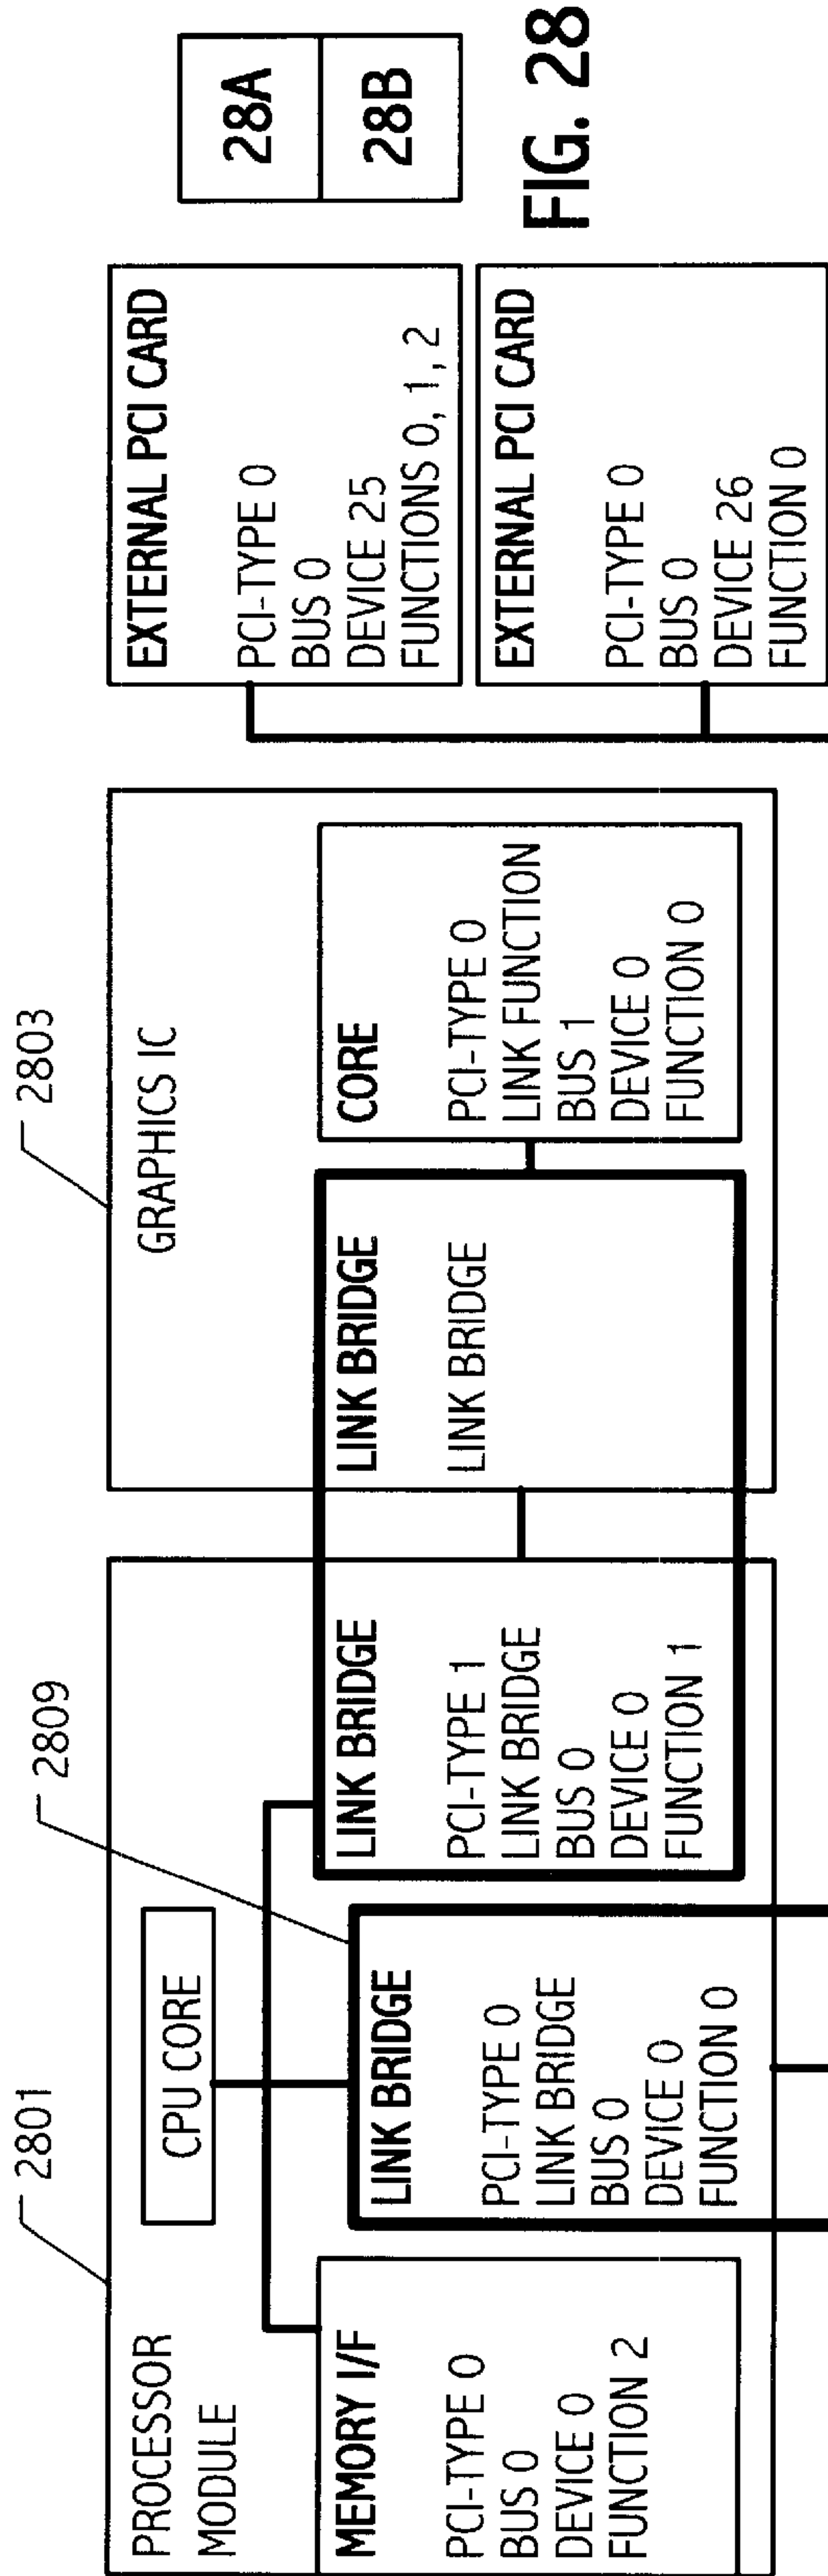 2801
PROCESSOR
MODULE
CPU CORE
2809
MEMORY I/F
PCI-TYPE 0
BUS 0
DEVICE 0
FUNCTION 2
LINK BRIDGE
PCI-TYPE 0
LINK BRIDGE
BUS 0
DEVICE 0
FUNCTION 0
LINK BRIDGE
PCI-TYPE 1
LINK BRIDGE
BUS 0
DEVICE 0
FUNCTION 1
2803
GRAPHICS IC
LINK BRIDGE
LINK BRIDGE
CORE
PCI-TYPE 0
LINK FUNCTION
BUS 1
DEVICE 0
FUNCTION 0
EXTERNAL PCI CARD
PCI-TYPE 0
BUS 0
DEVICE 25
FUNCTIONS 0, 1, 2
EXTERNAL PCI CARD
PCI-TYPE 0
BUS 0
DEVICE 26
FUNCTION 0
28A
28B
FIG. 28